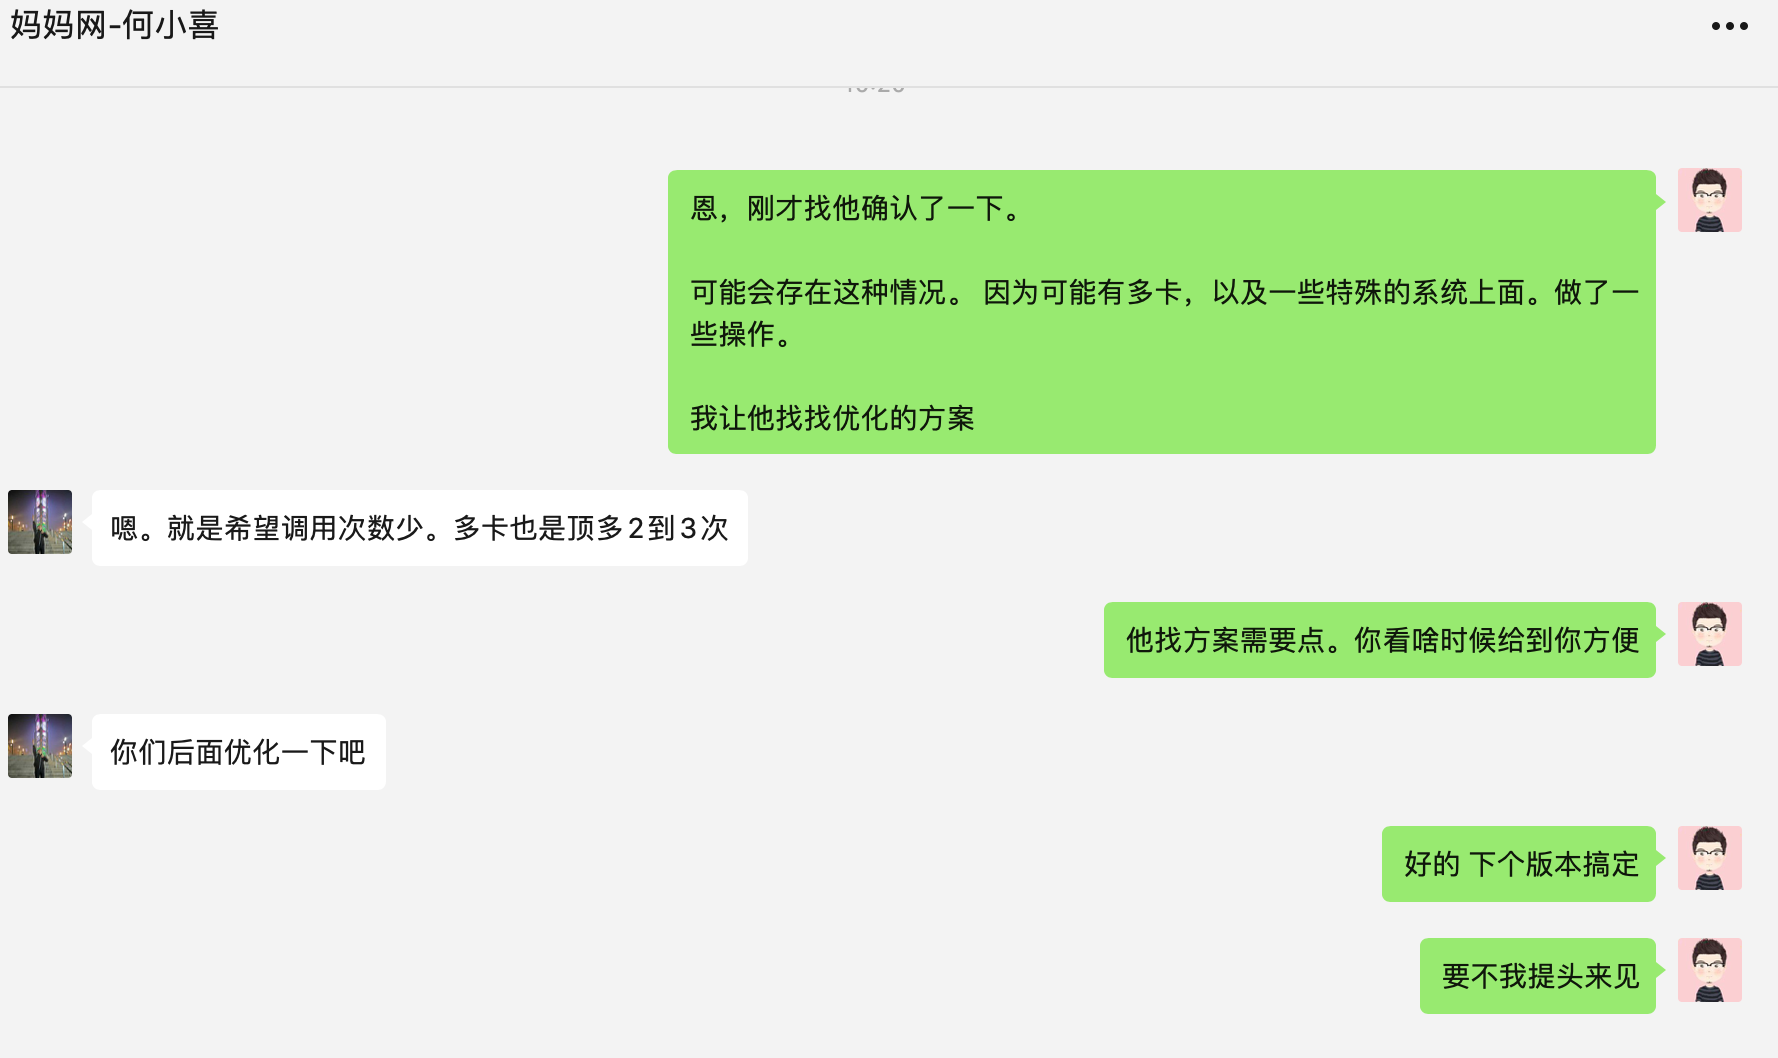 妈妈网-何小喜
恩，刚才找他确认了一下。
可能会存在这种情况。 因为可能有多卡，以及一些特殊的系统上面。做了一
些操作。
我让他找找优化的方案
嗯。就是希望调用次数少。多卡也是顶多2到3次
他找方案需要点。你看啥时候给到你方便
你们后面优化一下吧
好的 下个版本搞定
要不我提头来见